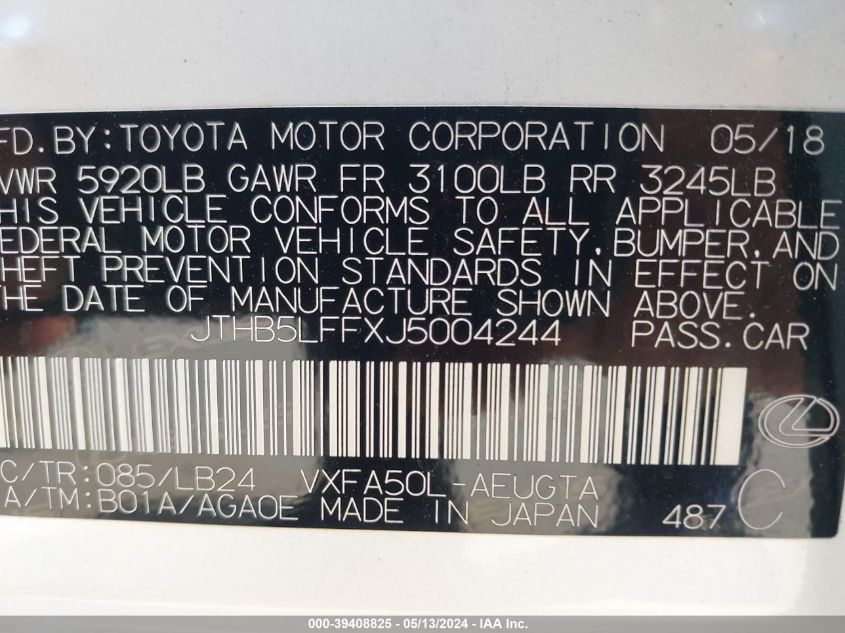 FD. BY: TOYOTA MOTOR CORPORATION 05/18
VWR 5920LB GAWR FR 3100LB RR 3245LB
HIS VEHICLE CONFORMS TO ALL APPLICABLE
EDERAL MOTOR VEHICLE SAFETY, BUMPER, AND
HEFT PREVENTION STANDARDS IN EFFECT ON
THE DATE OF MANUFACTURE SHOWN ABOVE.
JTHB5LFFXJ5004244 PASS. CAR
C/TR: 085/LB24 VXFA50L-AEUGTA
A/TM: B01A/AGA0E MADE IN JAPAN 487 C
000-39408825 - 05/13/2024 - IAA Inc.